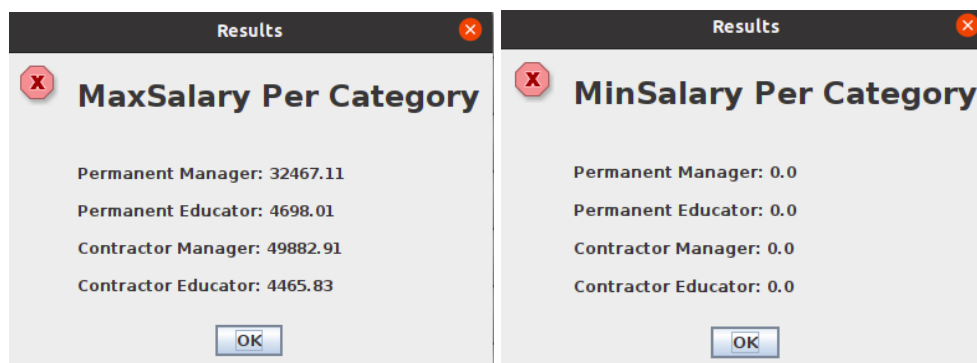 Results
X
MaxSalary Per Category
Permanent Manager: 32467.11
Permanent Educator: 4698.01
Contractor Manager: 49882.91
Contractor Educator: 4465.83
OK
Results
X
MinSalary Per Category
Permanent Manager: 0.0
Permanent Educator: 0.0
Contractor Manager: 0.0
Contractor Educator: 0.0
OK